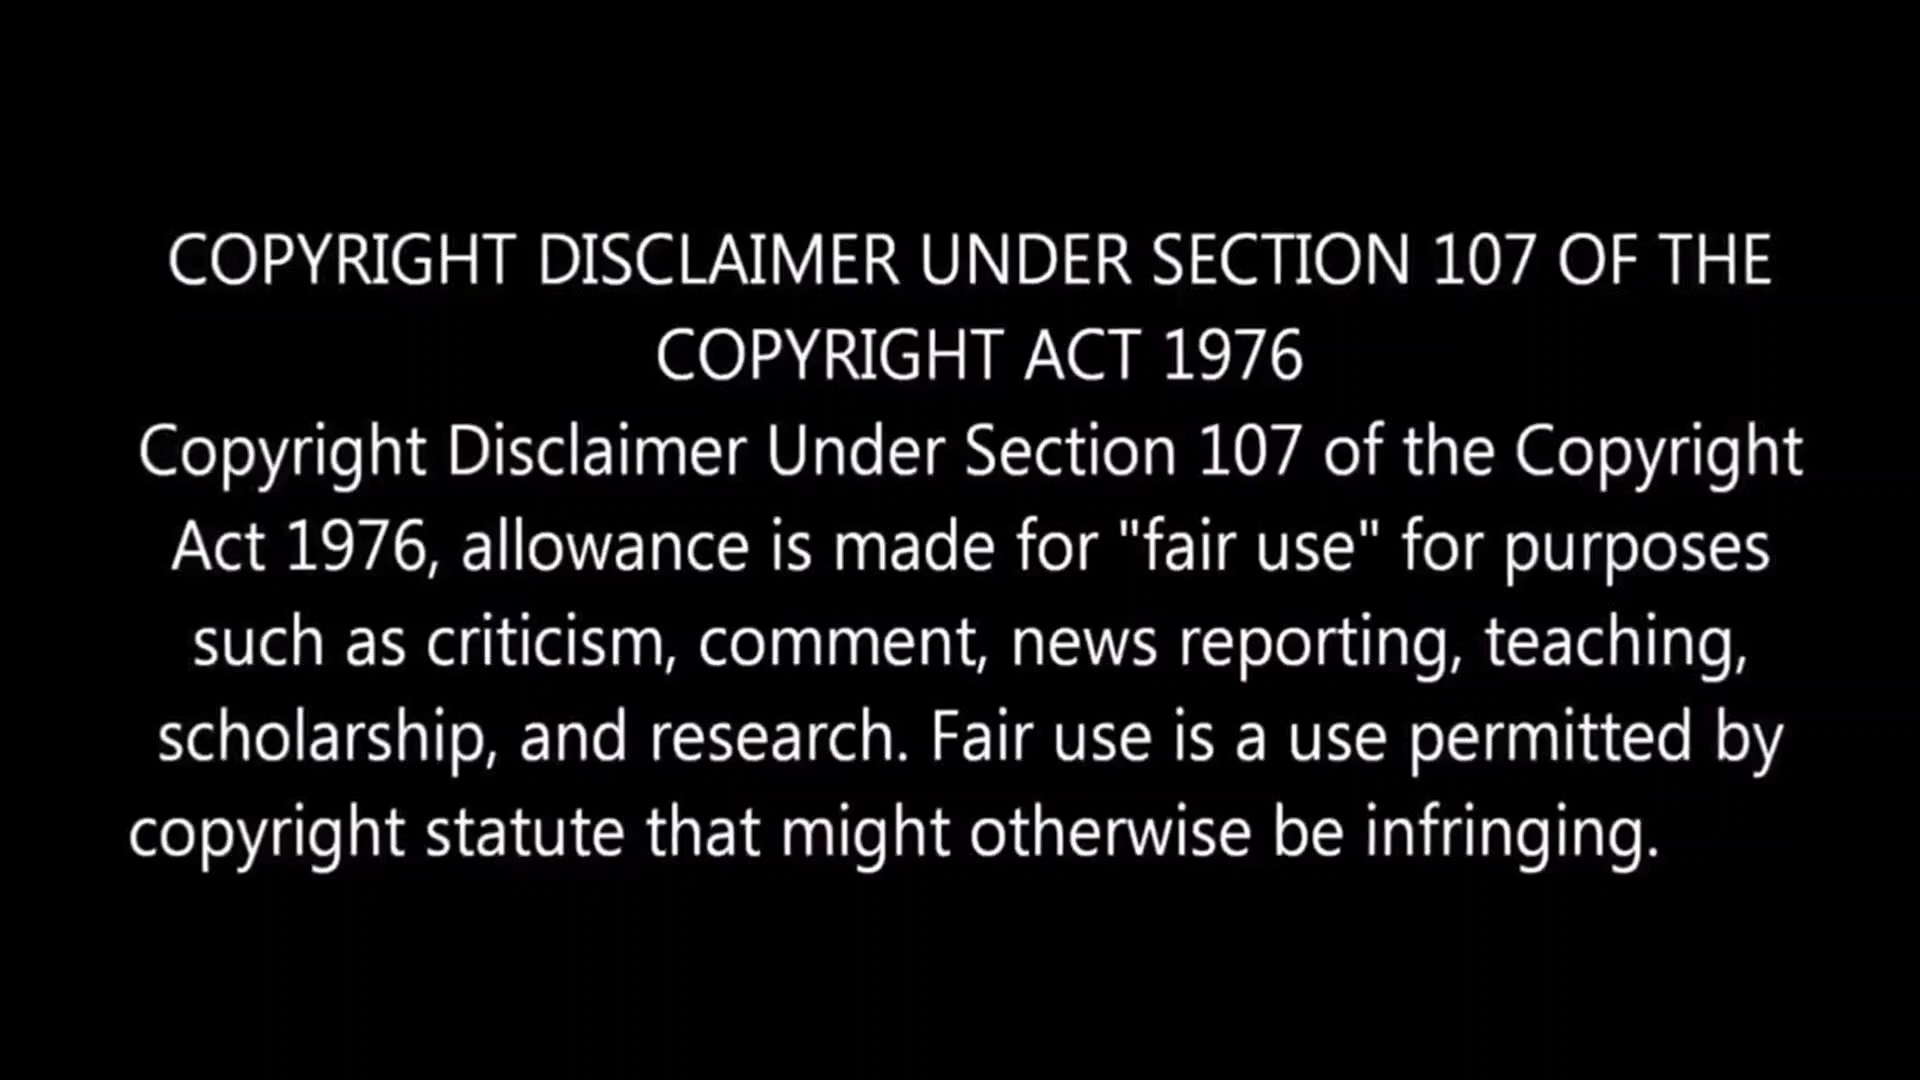 COPYRIGHT DISCLAIMER UNDER SECTION 107 OF THE
COPYRIGHT ACT 1976
Copyright Disclaimer Under Section 107 of the Copyright
Act 1976, allowance is made for "fair use" for purposes
such as criticism, comment, news reporting, teaching,
scholarship, and research. Fair use is a use permitted by
copyright statute that might otherwise be infringing.